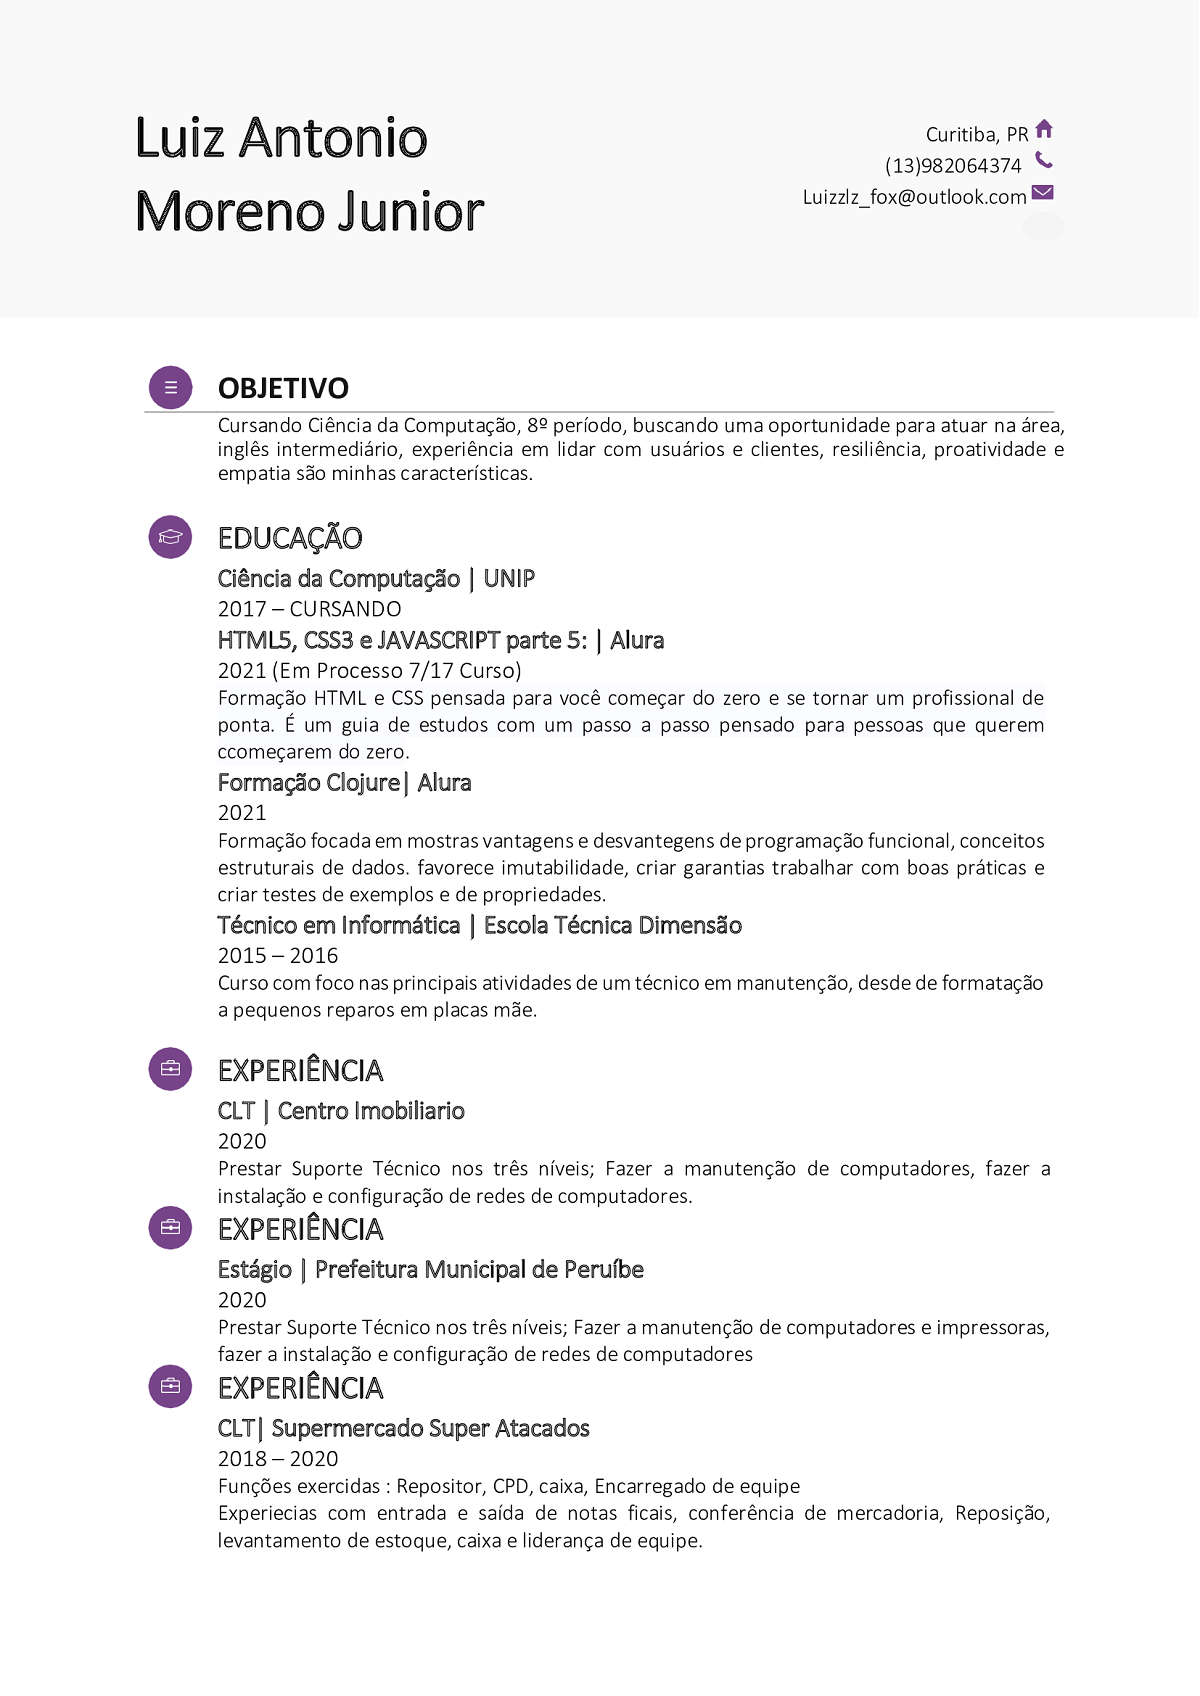 Luiz Antonio
Moreno Junior
Curitiba, PR
(13)982064374
Luizzlz_fox@outlook.com
OBJETIVO
Cursando Ciência da Computação, 8º período, buscando uma oportunidade para atuar na área,
inglês intermediário, experiência em lidar com usuários e clientes, resiliência, proatividade e
empatia são minhas características.
EDUCAÇÃO
Ciência da Computação | UNIP
2017 – CURSANDO
HTML5, CSS3 e JAVASCRIPT parte 5: | Alura
2021 (Em Processo 7/17 Curso)
Formação HTML e CSS pensada para você começar do zero e se tornar um profissional de
ponta. É um guia de estudos com um passo a passo pensado para pessoas que querem
ccomeçarem do zero.
Formação Clojure| Alura
2021
Formação focada em mostras vantagens e desvantegens de programação funcional, conceitos
estruturais de dados. favorece imutabilidade, criar garantias trabalhar com boas práticas e
criar testes de exemplos e de propriedades.
Técnico em Informática | Escola Técnica Dimensão
2015 – 2016
Curso com foco nas principais atividades de um técnico em manutenção, desde de formatação
a pequenos reparos em placas mãe.
EXPERIÊNCIA
CLT | Centro Imobiliario
2020
Prestar Suporte Técnico nos três níveis; Fazer a manutenção de computadores, fazer a
instalação e configuração de redes de computadores.
EXPERIÊNCIA
Estágio | Prefeitura Municipal de Peruíbe
2020
Prestar Suporte Técnico nos três níveis; Fazer a manutenção de computadores e impressoras,
fazer a instalação e configuração de redes de computadores
EXPERIÊNCIA
CLT| Supermercado Super Atacados
2018 – 2020
Funções exercidas : Repositor, CPD, caixa, Encarregado de equipe
Experiecias com entrada e saída de notas ficais, conferência de mercadoria, Reposição,
levantamento de estoque, caixa e liderança de equipe.